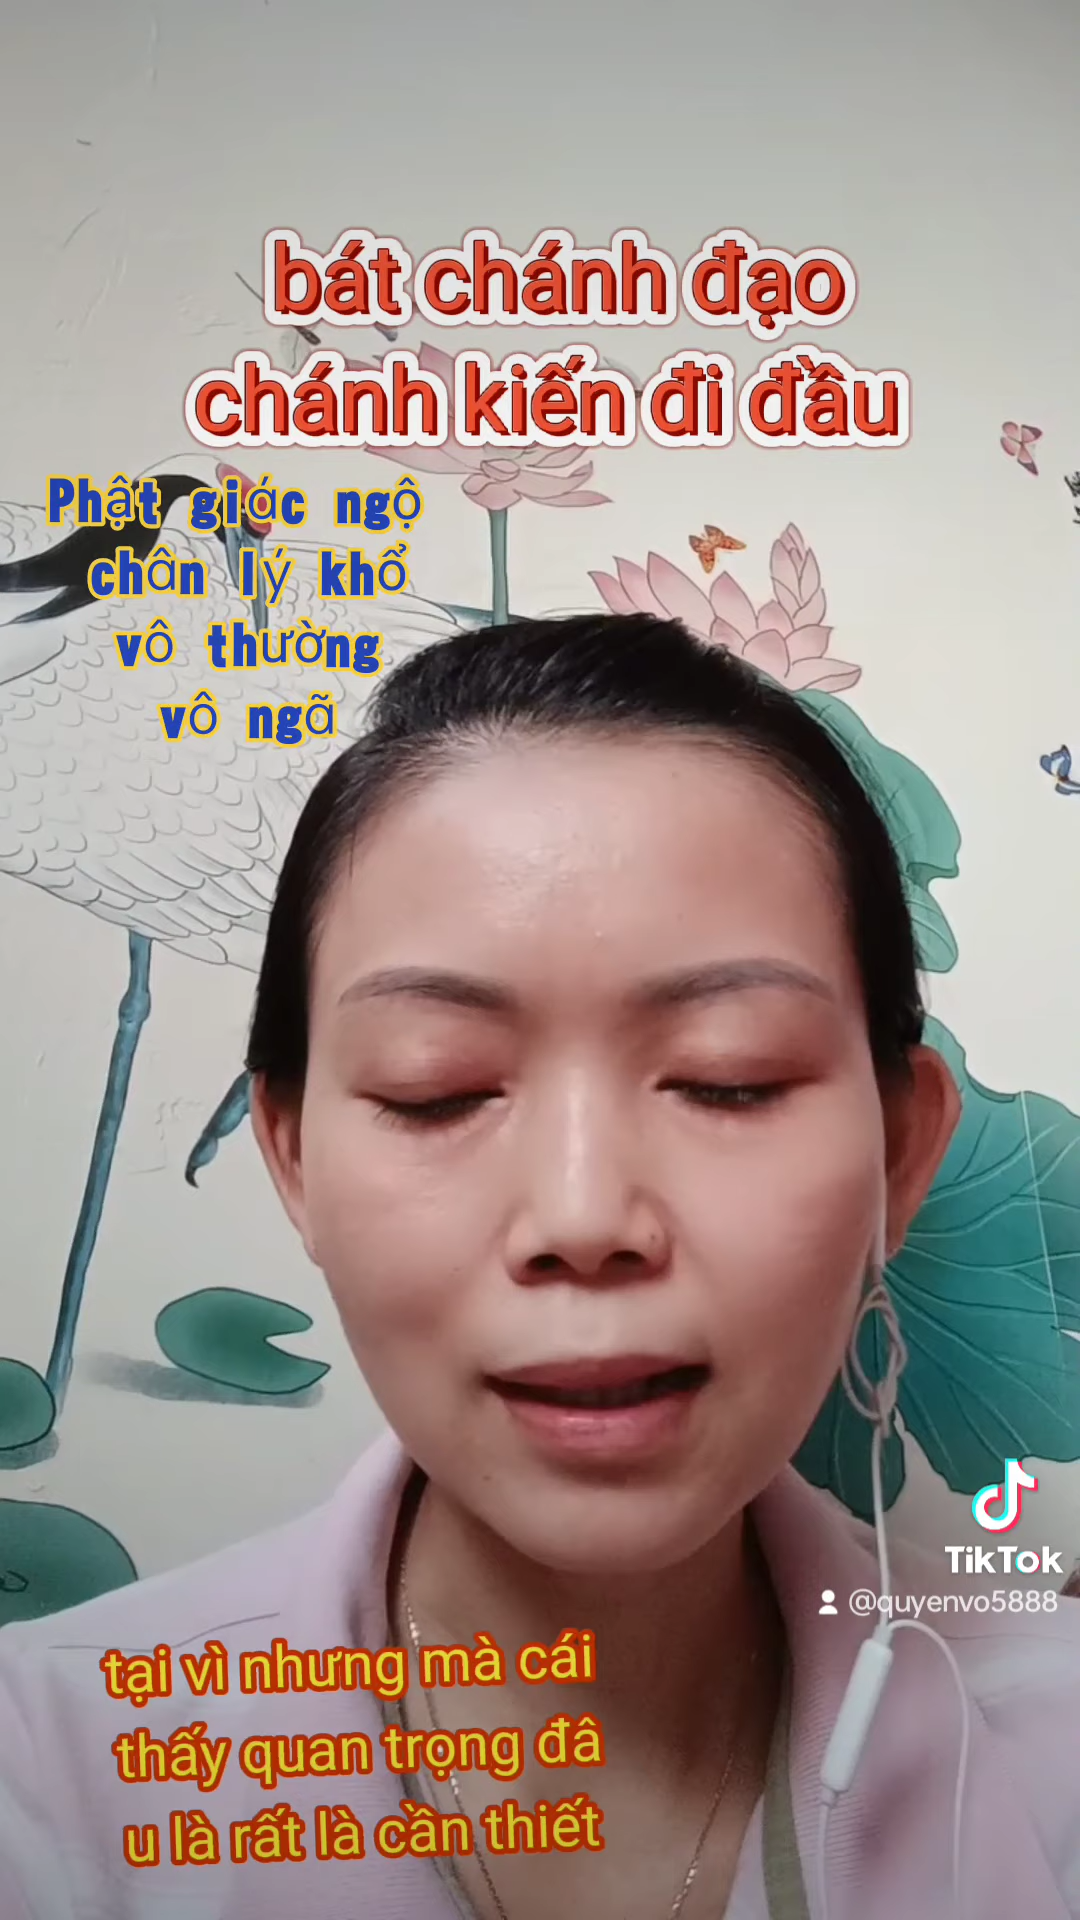 bát chánh đạo
chánh kiến đi đầu
Phật giác ngộ
chân lý khổ
vô thường
vô ngã
TikTok
@quyenvo5888
tại vì nhưng mà cái
thấy quan trọng đâ
u là rất là cần thiết